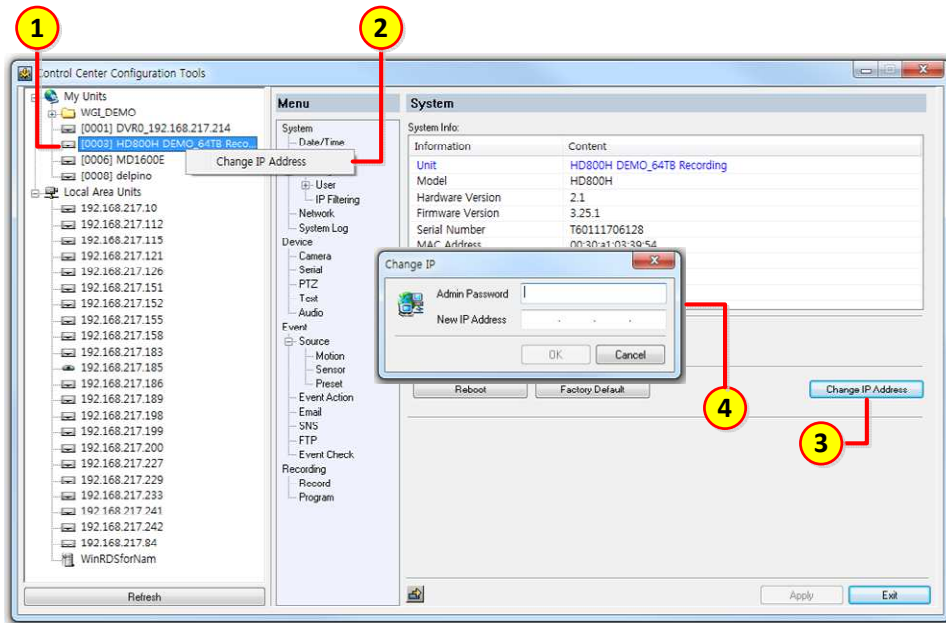 1
2
Control Center Configuration Tools
My Units
WGI_DEMO
[0001] DVR0_192.168.217.214
[0003] HD800H DEMO_64TB Reco...
[0006] MD1600E
[0008] delpino
Local Area Units
192.168.217.10
192.168.217.112
192.168.217.115
192.168.217.121
192.168.217.126
192.168.217.151
192.168.217.152
192.168.217.155
192.168.217.158
192.168.217.183
192.168.217.185
192.168.217.186
192.168.217.189
192.168.217.198
192.168.217.199
192.168.217.200
192.168.217.227
192.168.217.229
192.168.217.233
192.168.217.241
192.168.217.242
192.168.217.84
WinRDSforNam
Refresh
Change IP Address
Menu
System
Date/Time
User
IP Filtering
Network
System Log
Device
Camera
Serial
PTZ
Text
Audio
Event
Source
Motion
Sensor
Preset
Event Action
Email
SNS
FTP
Event Check
Recording
Record
Program
System
System Info:
Information Content
Unit HD800H DEMO_64TB Recording
Model HD800H
Hardware Version 2.1
Firmware Version 3.25.1
Serial Number T60111706128
MAC Address 00:30:a1:03:39:54
Change IP
Admin Password
New IP Address . . .
OK Cancel
Reboot Factory Default Change IP Address
4
3
Apply Exit